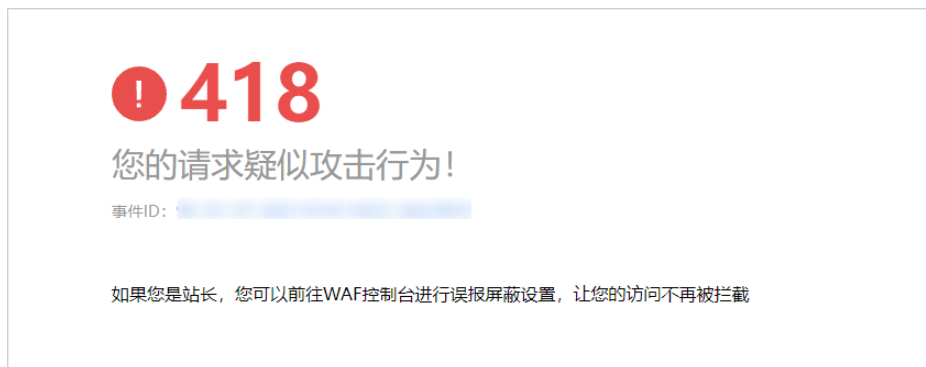 ! 418
您的请求疑似攻击行为！
事件ID：
如果您是站长，您可以前往WAF控制台进行误报屏蔽设置，让您的访问不再被拦截